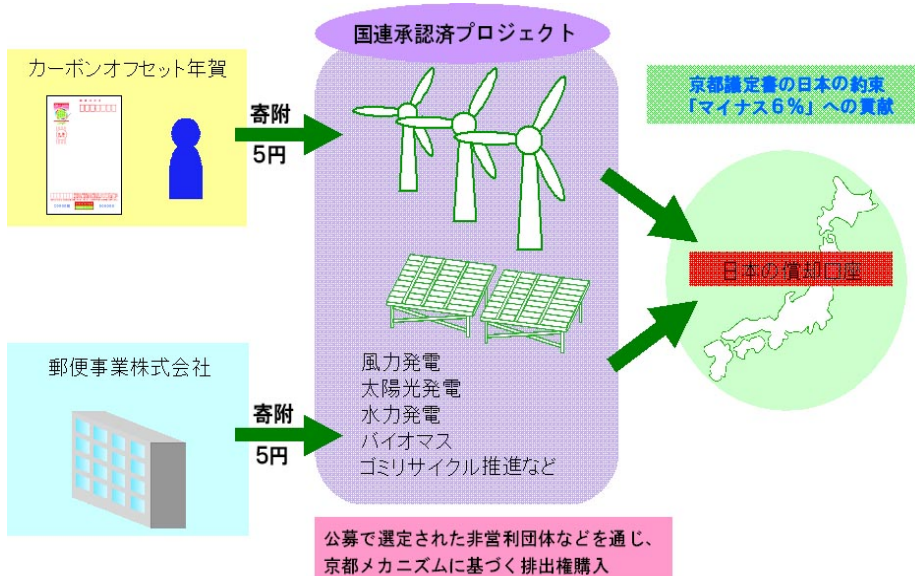 国連承認済プロジェクト
カーボンオフセット年賀
寄附
5円
京都議定書の日本の約束
「マイナス6％」への貢献
日本の償却口座
郵便事業株式会社
寄附
5円
風力発電
太陽光発電
水力発電
バイオマス
ゴミリサイクル推進など
公募で選定された非営利団体などを通じ、
京都メカニズムに基づく排出権購入